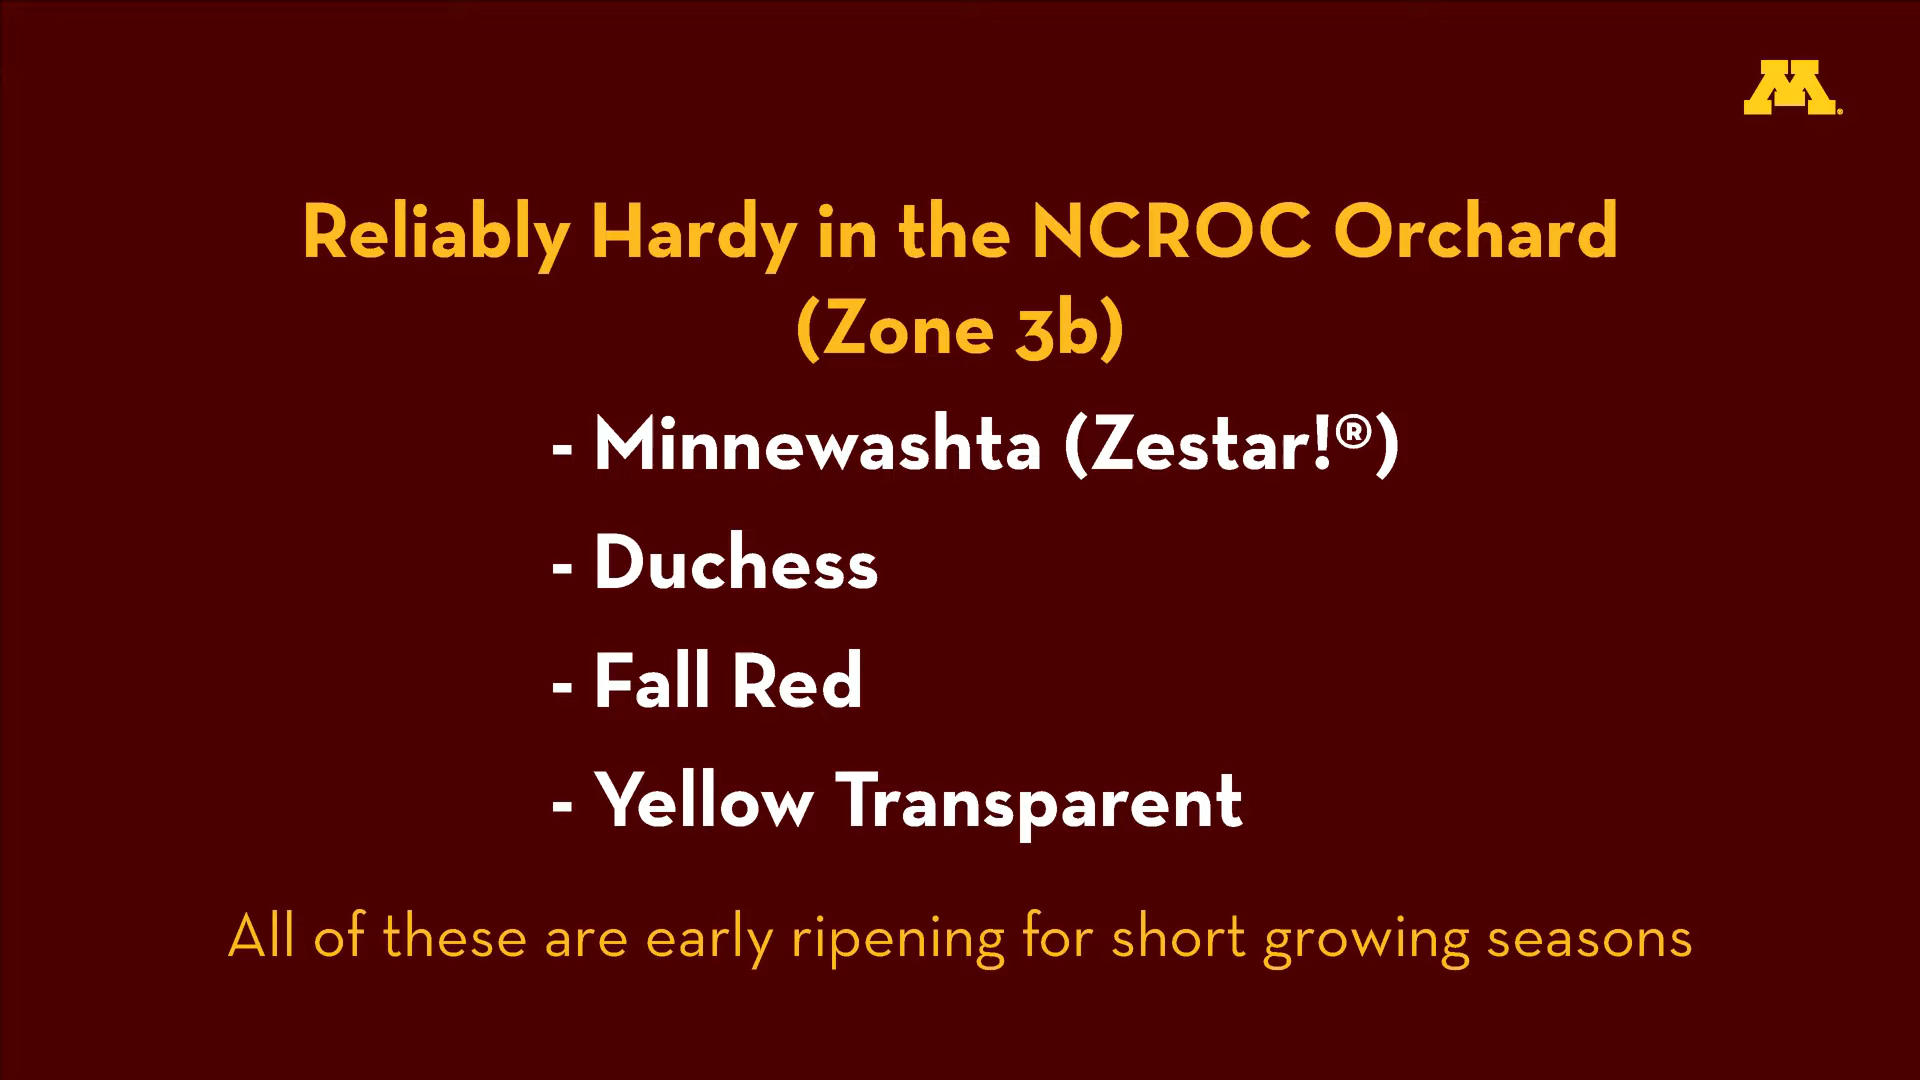 M
Reliably Hardy in the NCROC Orchard
(Zone 3b)
- Minnewashta (Zestar!®)
- Duchess
- Fall Red
- Yellow Transparent
All of these are early ripening for short growing seasons